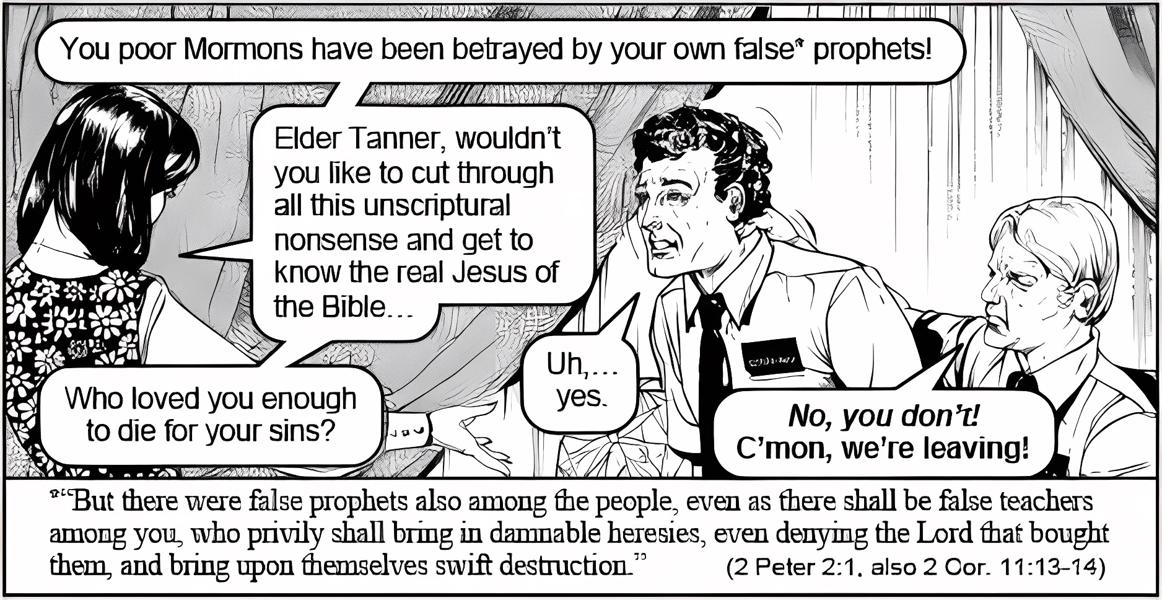 You poor Mormons have been betrayed by your own false* prophets!
Elder Tanner, wouldn't
you like to cut through
all this unscriptural
nonsense and get to
know the real Jesus of
the Bible...
Who loved you enough
to die for your sins?
Uh,...
yes.
No, you don't!
C'mon, we're leaving!
*“But there were false prophets also among the people, even as there shall be false teachers
among you, who privily shall bring in damnable heresies, even denying the Lord that bought
them, and bring upon themselves swift destruction.”
(2 Peter 2:1, also 2 Cor. 11:13-14)